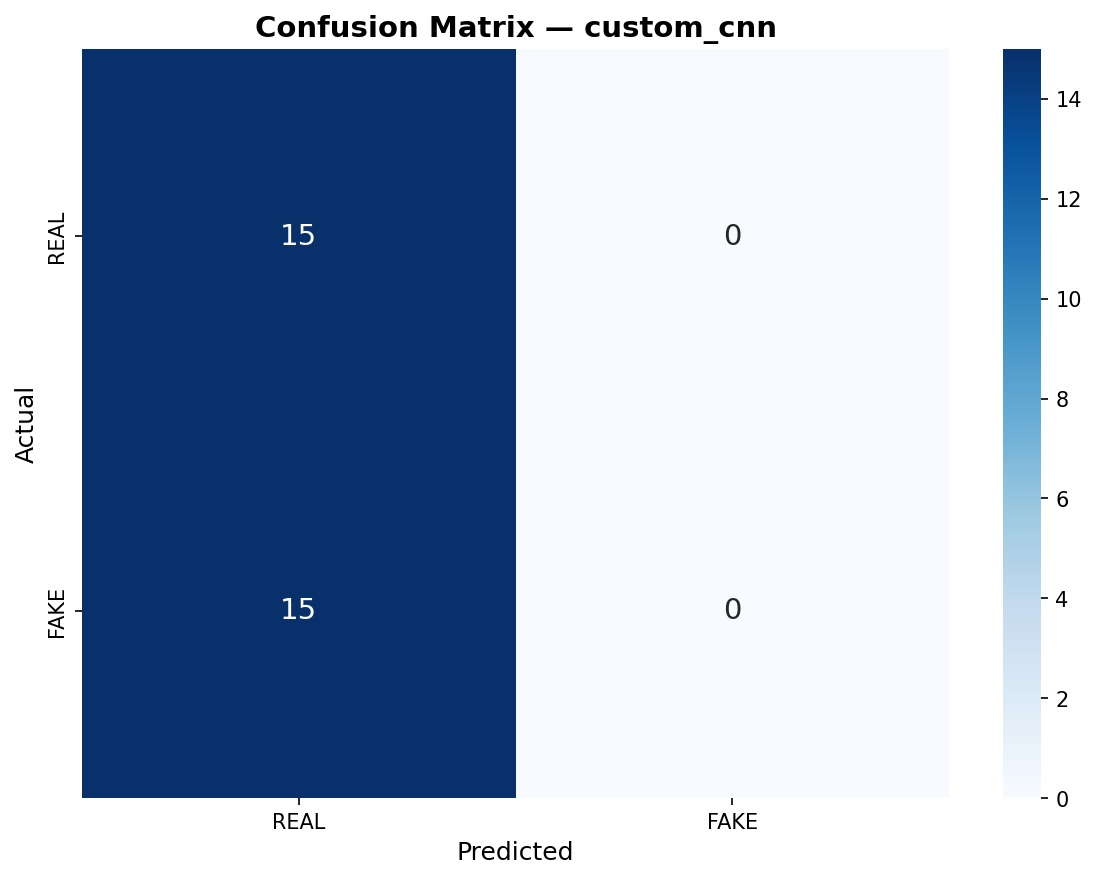 Confusion Matrix — custom_cnn
REAL
15
0
14
12
10
8
6
4
2
0
Actual
FAKE
15
0
REAL
FAKE
Predicted